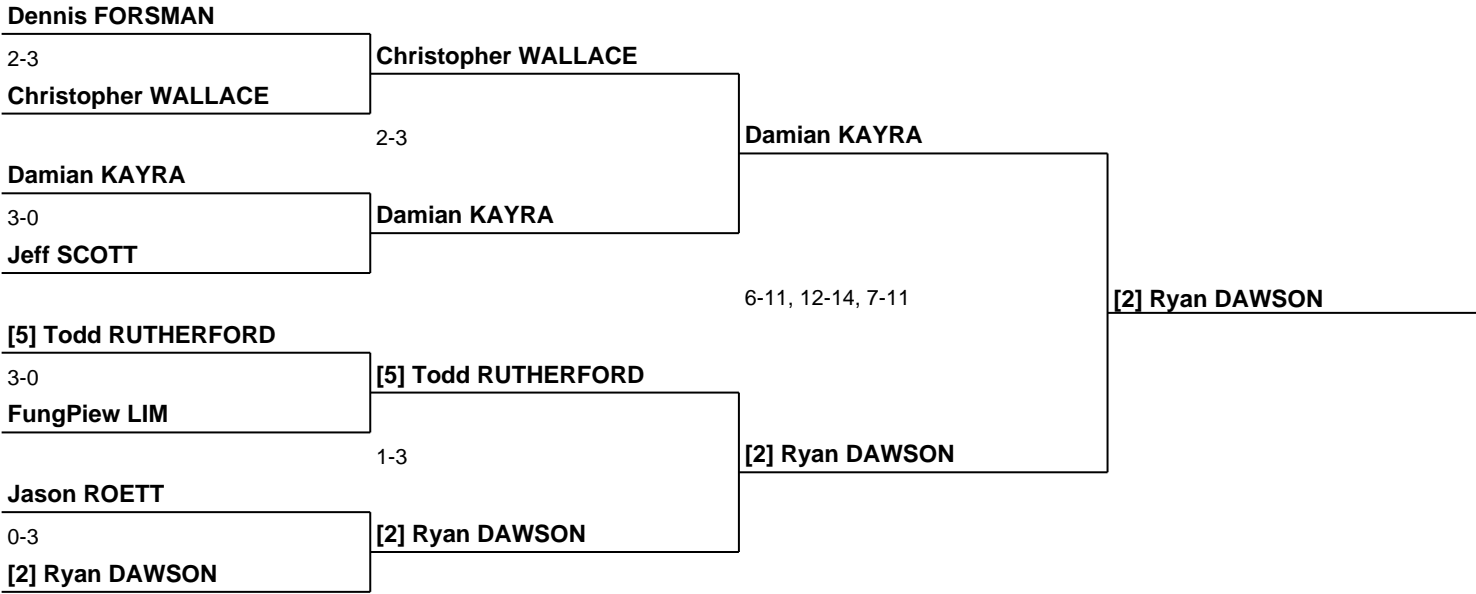 Dennis FORSMAN
2-3
Christopher WALLACE
Christopher WALLACE
2-3
Damian KAYRA
Damian KAYRA
3-0
Damian KAYRA
Jeff SCOTT
6-11, 12-14, 7-11
[2] Ryan DAWSON
[5] Todd RUTHERFORD
3-0
[5] Todd RUTHERFORD
FungPiew LIM
1-3
[2] Ryan DAWSON
Jason ROETT
0-3
[2] Ryan DAWSON
[2] Ryan DAWSON